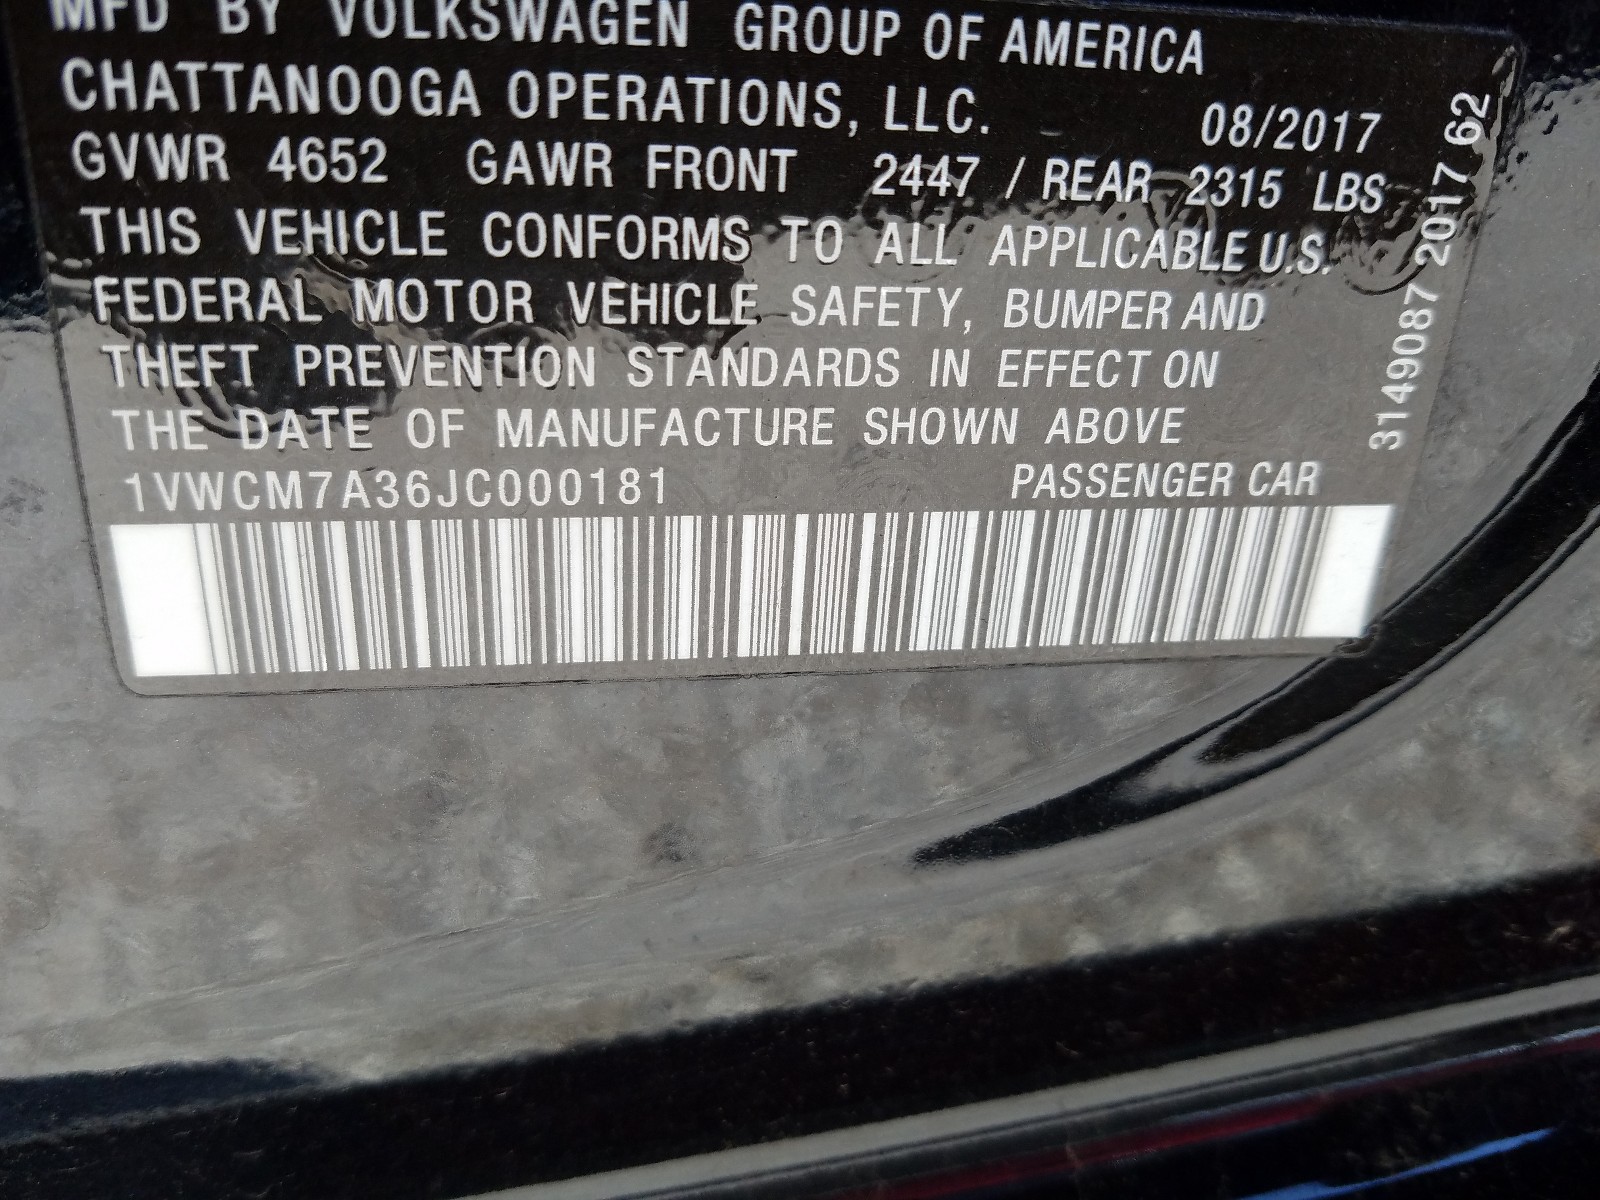 MFD BY VOLKSWAGEN GROUP OF AMERICA
CHATTANOOGA OPERATIONS, LLC.
08/2017
GVWR 4652 GAWR FRONT 2447 / REAR 2315 LBS
THIS VEHICLE CONFORMS TO ALL APPLICABLE U.S.
FEDERAL MOTOR VEHICLE SAFETY, BUMPER AND
THEFT PREVENTION STANDARDS IN EFFECT ON
THE DATE OF MANUFACTURE SHOWN ABOVE
1VWCM7A36JC000181 PASSENGER CAR
3149087 2017 62